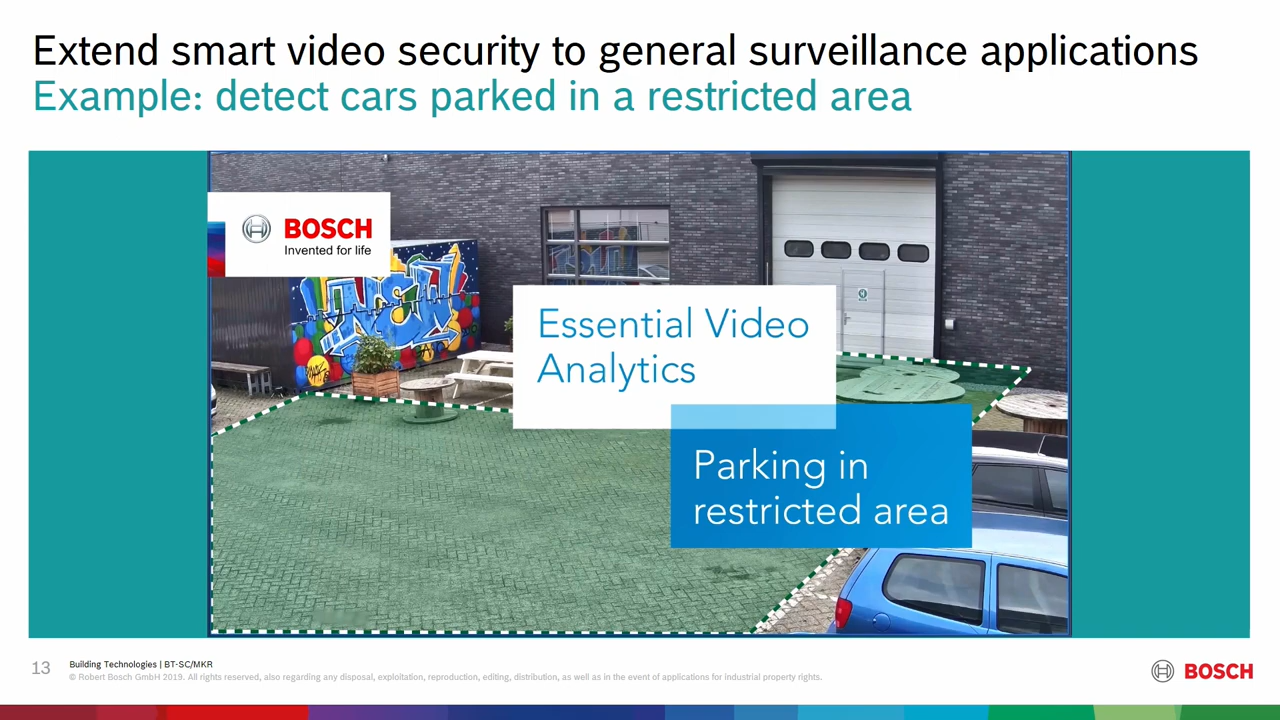 Extend smart video security to general surveillance applications
Example: detect cars parked in a restricted area
BOSCH
Invented for life
NEW
Essential Video
Analytics
Parking in
restricted area
13
Building Technologies | BT-SC/MKR
© Robert Bosch GmbH 2019. All rights reserved, also regarding any disposal, exploitation, reproduction, editing, distribution, as well as in the event of applications for industrial property rights.
BOSCH